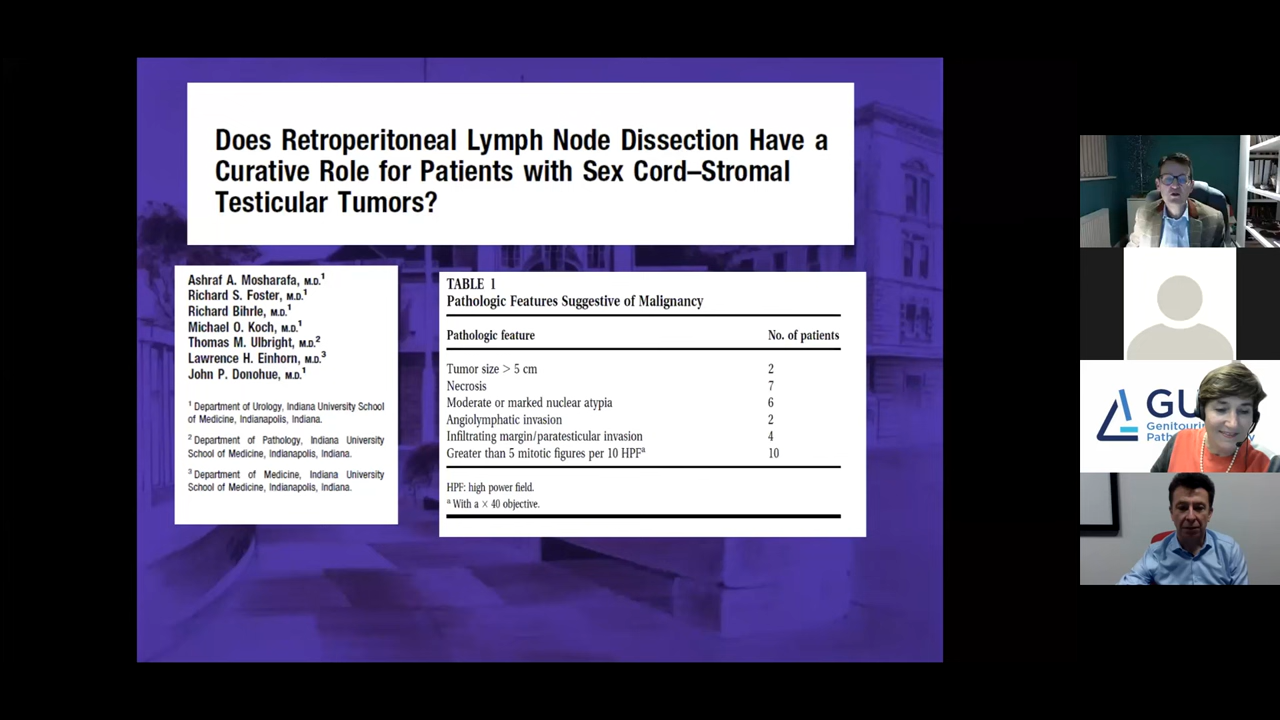 Does Retroperitoneal Lymph Node Dissection Have a
Curative Role for Patients with Sex Cord–Stromal
Testicular Tumors?
Ashraf A. Mosharafa, M.D.¹
Richard S. Foster, M.D.¹
Richard Bihrle, M.D.¹
Michael O. Koch, M.D.¹
Thomas M. Ulbright, M.D.²
Lawrence H. Einhorn, M.D.³
John P. Donohue, M.D.¹
¹ Department of Urology, Indiana University School
of Medicine, Indianapolis, Indiana.
² Department of Pathology, Indiana University
School of Medicine, Indianapolis, Indiana.
³ Department of Medicine, Indiana University
School of Medicine, Indianapolis, Indiana.
TABLE 1
Pathologic Features Suggestive of Malignancy
Pathologic feature No. of patients
Tumor size > 5 cm 2
Necrosis 7
Moderate or marked nuclear atypia 6
Angiolymphatic invasion 2
Infiltrating margin/paratesticular invasion 4
Greater than 5 mitotic figures per 10 HPFᵃ 10
HPF: high power field.
ᵃ With a × 40 objective.
GU
Genitouri
Path